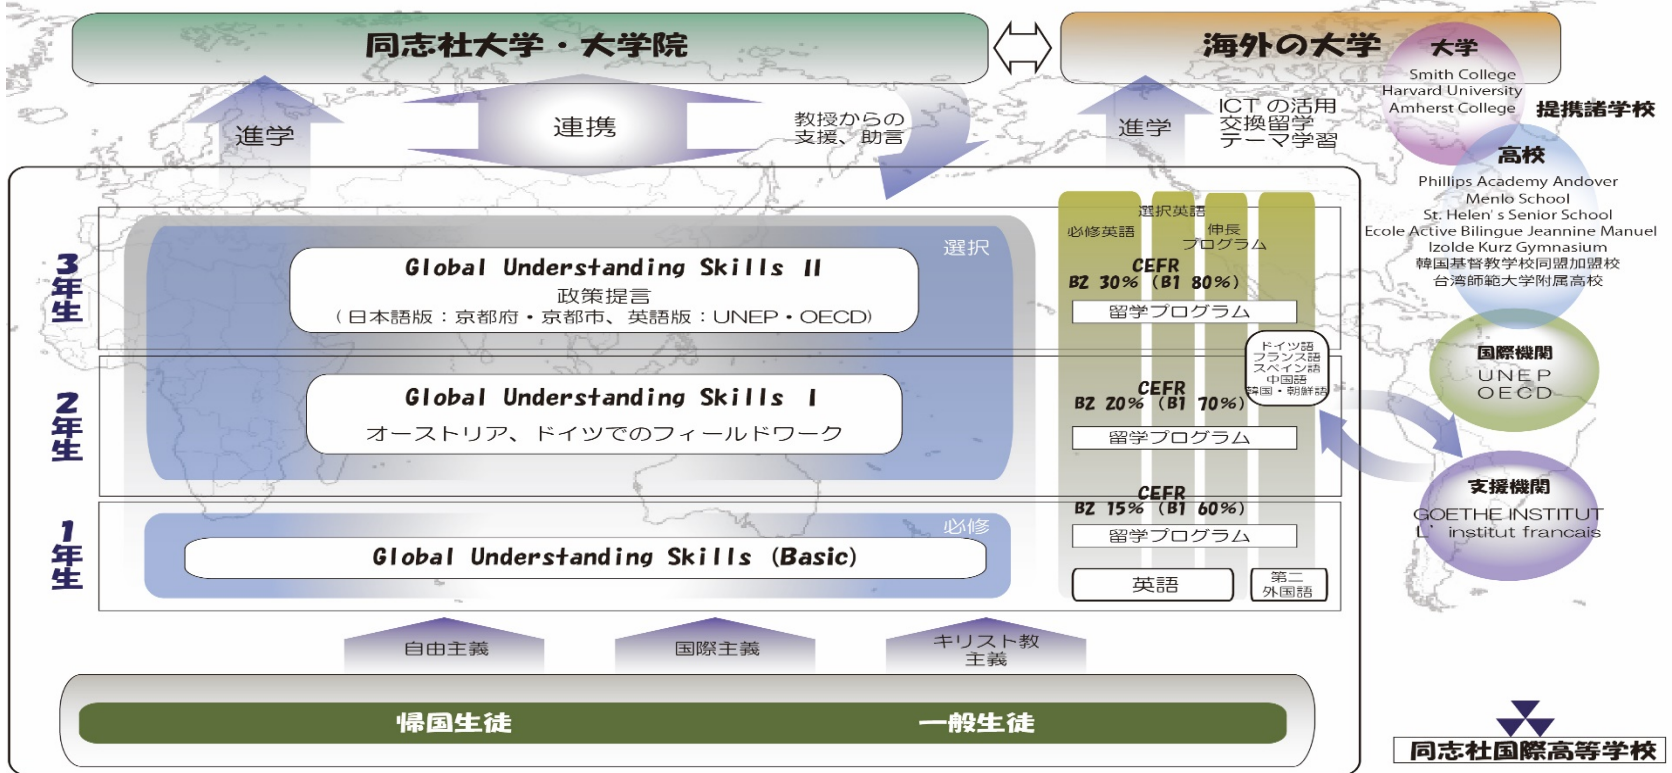 同志社大学・大学院
海外の大学
大学
Smith College
Harvard University
Amherst College
提携諸学校
進学
連携
教授からの
支援、助言
進学
ICT の活用
交換留学
テーマ学習
高校
Phillips Academy Andover
Menlo School
St. Helen's Senior School
Ecole Active Bilingue Jeannine Manuel
Izolde Kurz Gymnasium
韓国基督教学校同盟加盟校
台湾師範大学附属高校
3年生
選択
Global Understanding Skills II
政策提言
(日本語版：京都府・京都市、英語版：UNEP・OECD)
選択英語
必修英語
伸長
プログラム
CEFR
B2 30% (B1 80%)
留学プログラム
ドイツ語
フランス語
スペイン語
中国語
韓国・朝鮮語
国際機関
UNEP
OECD
2年生
Global Understanding Skills I
オーストリア、ドイツでのフィールドワーク
CEFR
B2 20% (B1 70%)
留学プログラム
支援機関
GOETHE INSTITUT
L' institut francais
1年生
必修
Global Understanding Skills (Basic)
CEFR
B2 15% (B1 60%)
留学プログラム
英語
第二
外国語
自由主義
国際主義
キリスト教
主義
帰国生徒
一般生徒
同志社国際高等学校